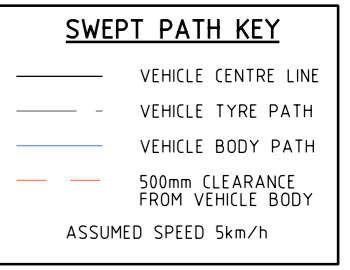 SWEPT PATH KEY
VEHICLE CENTRE LINE
VEHICLE TYRE PATH
VEHICLE BODY PATH
500mm CLEARANCE
FROM VEHICLE BODY
ASSUMED SPEED 5km/h